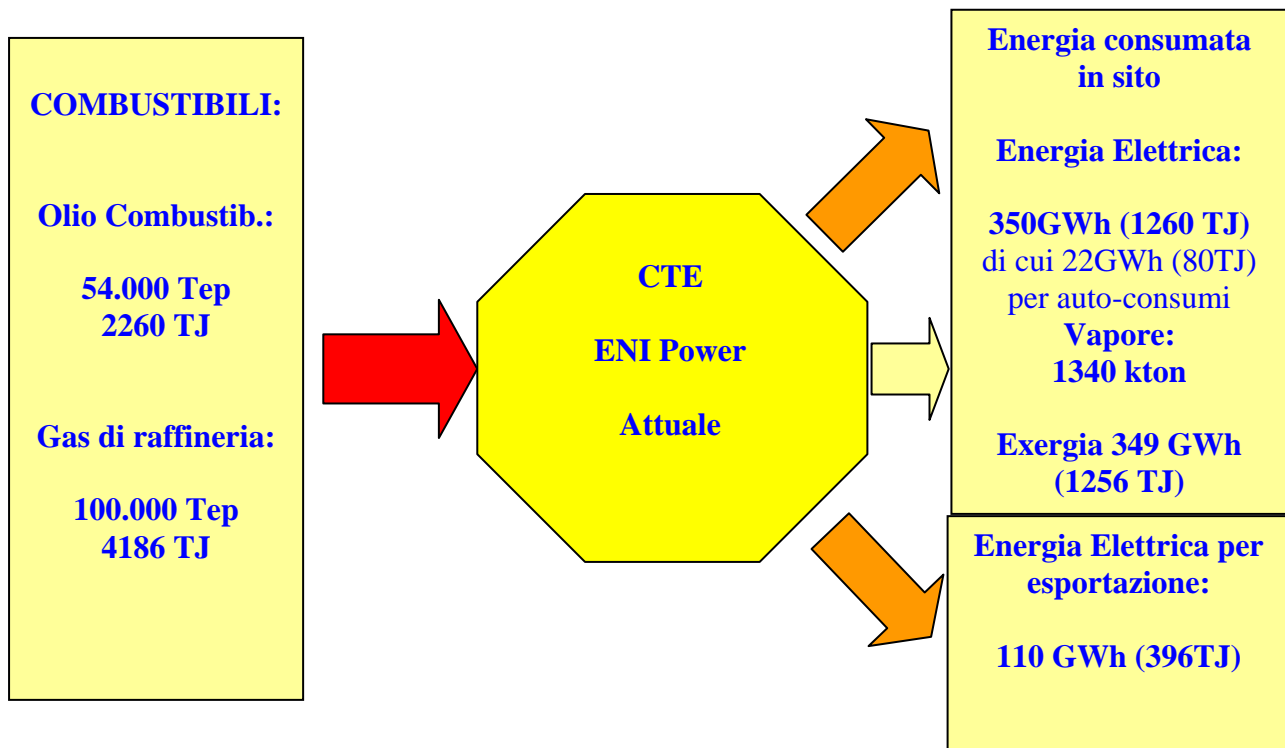 COMBUSTIBILI:
Olio Combustib.:
54.000 Tep
2260 TJ
Gas di raffineria:
100.000 Tep
4186 TJ
CTE
ENI Power
Attuale
Energia consumata
in sito
Energia Elettrica:
350GWh (1260 TJ)
di cui 22GWh (80TJ)
per auto-consumi
Vapore:
1340 kton
Exergia 349 GWh
(1256 TJ)
Energia Elettrica per
esportazione:
110 GWh (396TJ)